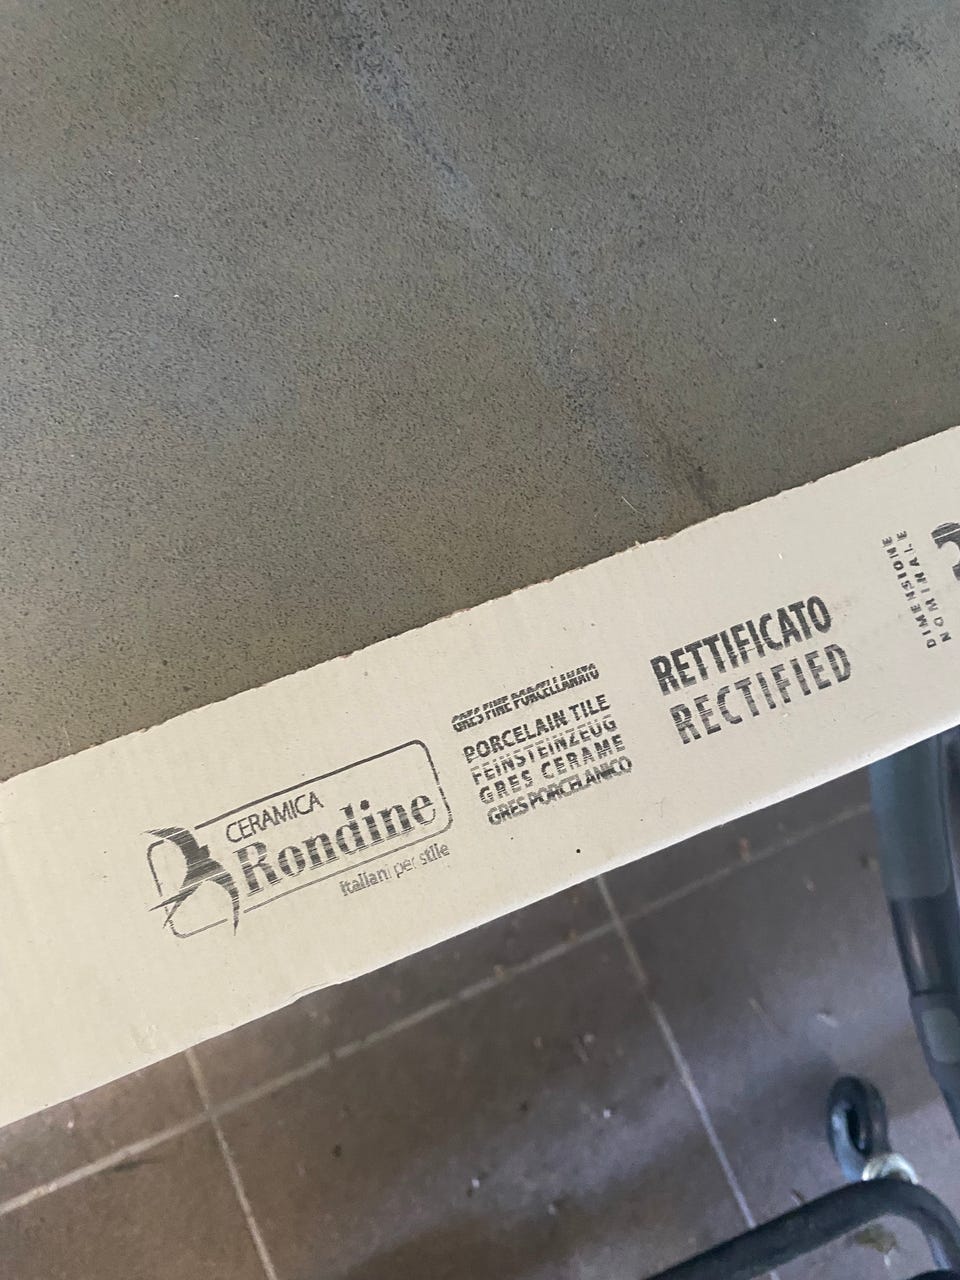 CERAMICA
Rondine
italiani per stile
GRES FINE PORCELLANATO
PORCELAIN TILE
FEINSTEINZEUG
GRES CERAME
GRES PORCELANICO
RETTIFICATO
RECTIFIED
DIMENSIONE
NOMINALE